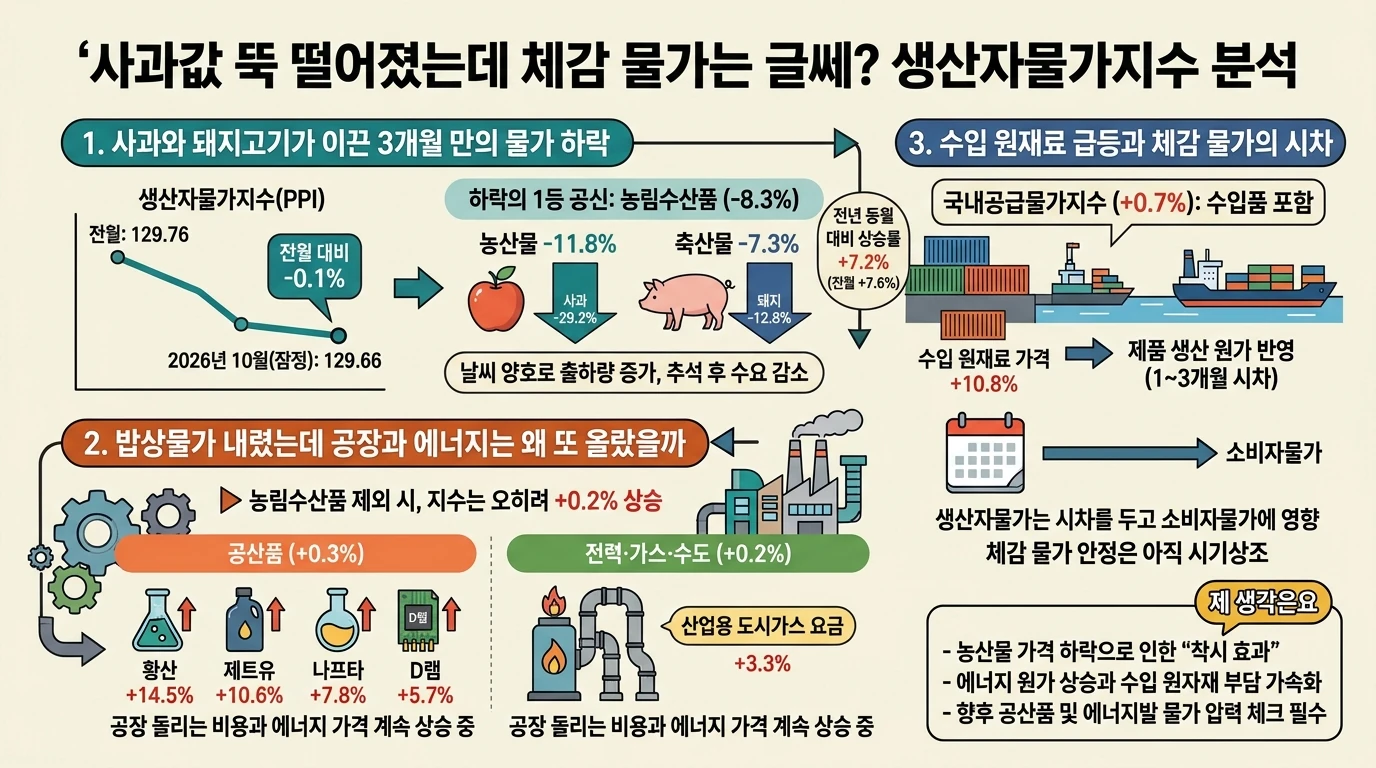 ‘사과값 뚝 떨어졌는데 체감 물가는 글쎄? 생산자물가지수 분석
1. 사과와 돼지고기가 이끈 3개월 만의 물가 하락
생산자물가지수(PPI)
전월: 129.76
전월 대비
-0.1%
2026년 10월(잠정): 129.66
하락의 1등 공신: 농림수산품 (-8.3%)
농산물 -11.8%
사과
-29.2%
축산물 -7.3%
돼지
-12.8%
날씨 양호로 출하량 증가, 추석 후 수요 감소
전년 동월
대비 상승률
+7.2%
(잔월 +7.6%)
2. 밥상물가 내렸는데 공장과 에너지는 왜 또 올랐을까
농림수산품 제외 시, 지수는 오히려 +0.2% 상승
공산품 (+0.3%)
황산
+14.5%
제트유
+10.6%
나프타
+7.8%
D램
D램
+5.7%
공장 돌리는 비용과 에너지 가격 계속 상승 중
전력·가스·수도 (+0.2%)
산업용 도시가스 요금
+3.3%
공장 돌리는 비용과 에너지 가격 계속 상승 중
3. 수입 원재료 급등과 체감 물가의 시차
국내공급물가지수 (+0.7%): 수입품 포함
수입 원재료 가격
+10.8%
제품 생산 원가 반영
(1~3개월 시차)
소비자물가
생산자물가는 시차를 두고 소비자물가에 영향
체감 물가 안정은 아직 시기상조
제 생각은요
- 농산물 가격 하락으로 인한 “착시 효과”
- 에너지 원가 상승과 수입 원자재 부담 가속화
- 향후 공산품 및 에너지발 물가 압력 체크 필수